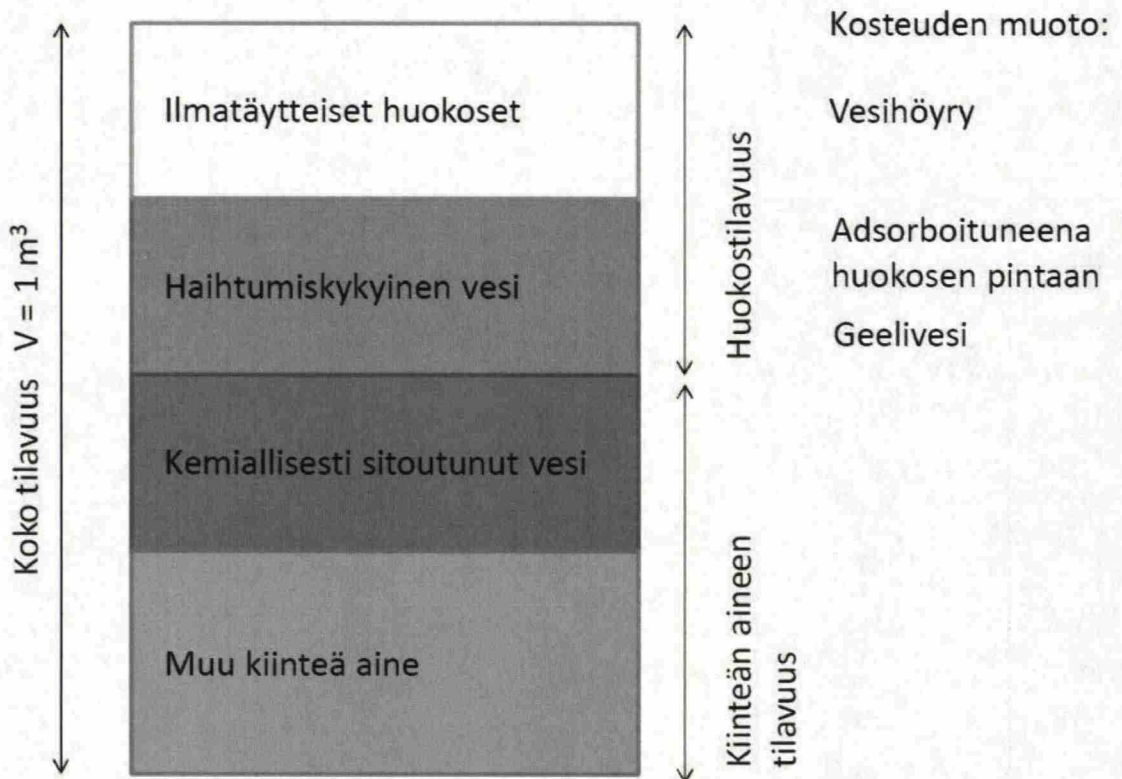 Koko tilavuus V = 1 m³
Ilmatäytteiset huokoset
Haihtumiskykyinen vesi
Kemiallisesti sitoutunut vesi
Muu kiinteä aine
Huokostilavuus
Kiinteän aineen
tilavuus
Kosteuden muoto:
Vesihöyry
Adsorboituneena
huokosen pintaan
Geelivesi